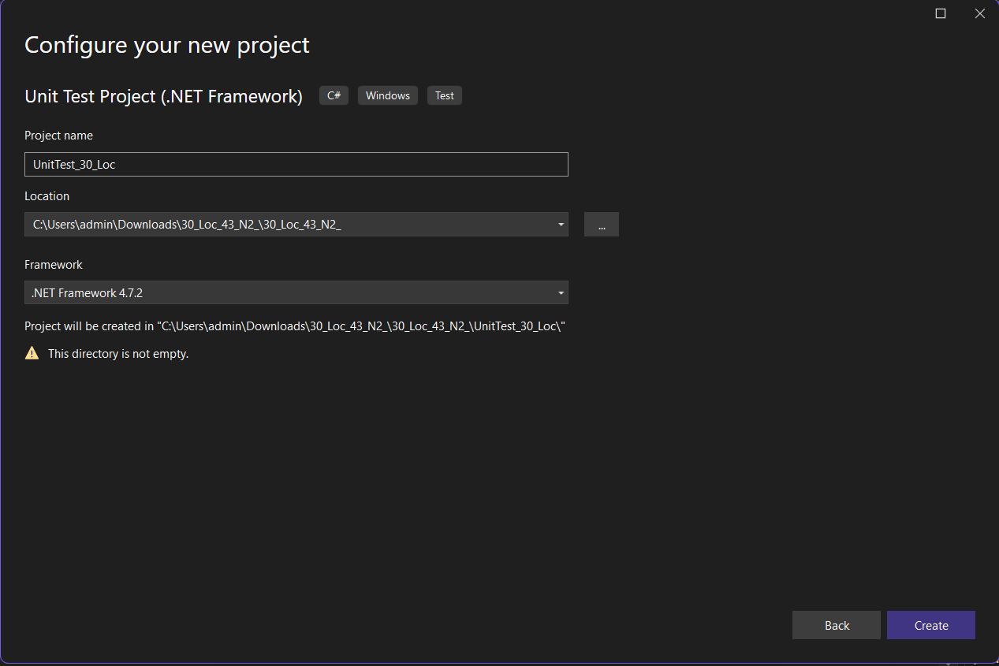 Configure your new project
Unit Test Project (.NET Framework) C# Windows Test
Project name
UnitTest_30_Loc
Location
C:\Users\admin\Downloads\30_Loc_43_N2_\30_Loc_43_N2_
...
Framework
.NET Framework 4.7.2
Project will be created in "C:\Users\admin\Downloads\30_Loc_43_N2_\30_Loc_43_N2_\UnitTest_30_Loc\"
This directory is not empty.
Back Create